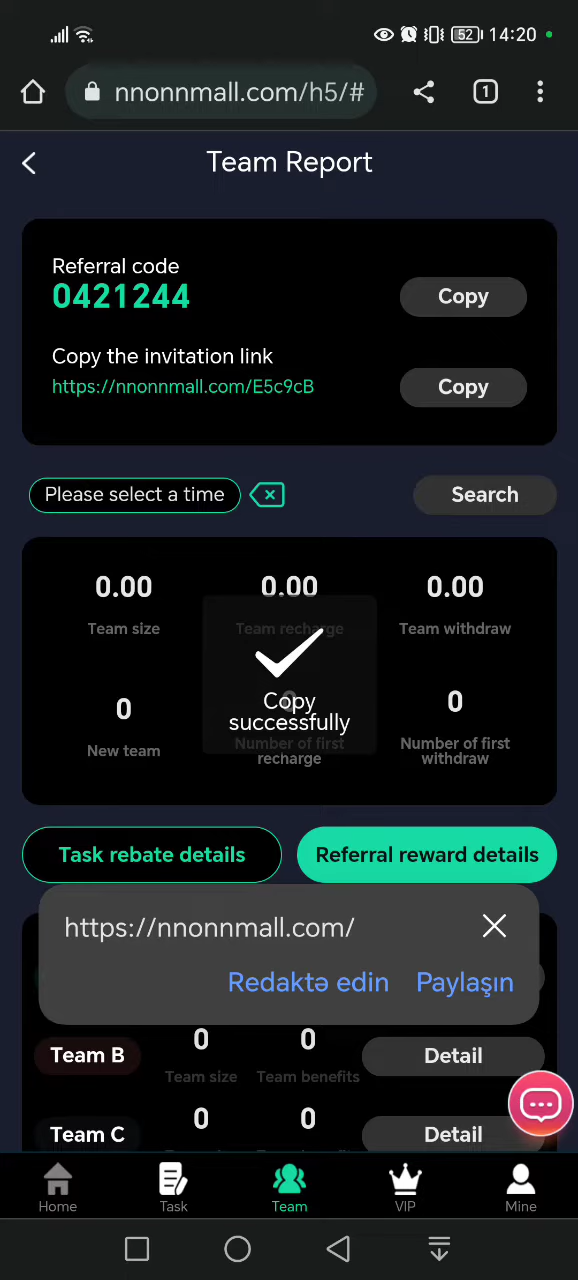 52 14:20
nnonnmall.com/h5/#
1
Team Report
Referral code
0421244
Copy
Copy the invitation link
https://nnonnmall.com/E5c9cB
Copy
Please select a time
Search
0.00 0.00 0.00
Team size Team recharge Team withdraw
Copy
successfully
0 0 0
New team Number of first
recharge Number of first
withdraw
Task rebate details
Referral reward details
https://nnonnmall.com/
Redaktə edin Paylaşın
Team B 0 0 Detail
Team size Team benefits
Team C 0 0 Detail
Home Task Team VIP Mine